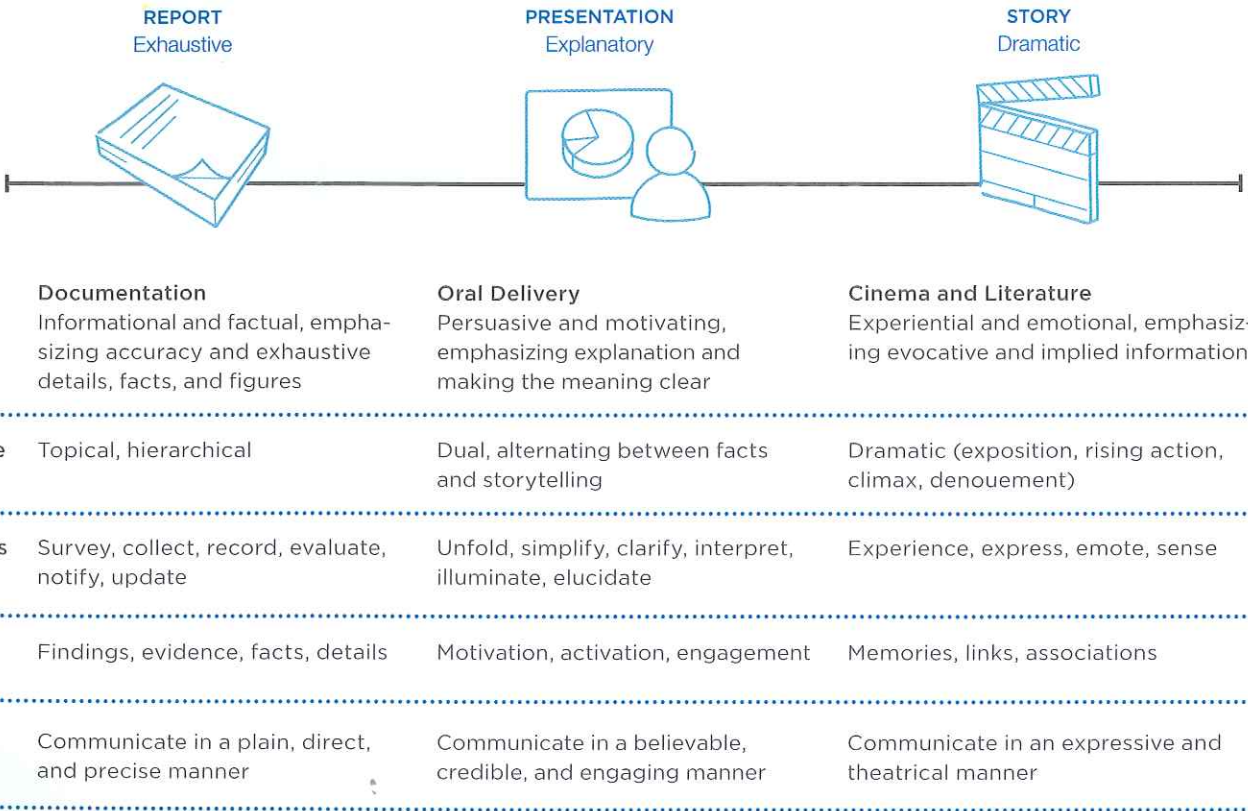 REPORT
Exhaustive
PRESENTATION
Explanatory
STORY
Dramatic
Documentation
Informational and factual, empha-
sizing accuracy and exhaustive
details, facts, and figures
Oral Delivery
Persuasive and motivating,
emphasizing explanation and
making the meaning clear
Cinema and Literature
Experiential and emotional, emphasiz-
ing evocative and implied information
e
Topical, hierarchical
Dual, alternating between facts
and storytelling
Dramatic (exposition, rising action,
climax, denouement)
s
Survey, collect, record, evaluate,
notify, update
Unfold, simplify, clarify, interpret,
illuminate, elucidate
Experience, express, emote, sense
Findings, evidence, facts, details
Motivation, activation, engagement
Memories, links, associations
Communicate in a plain, direct,
and precise manner
Communicate in a believable,
credible, and engaging manner
Communicate in an expressive and
theatrical manner